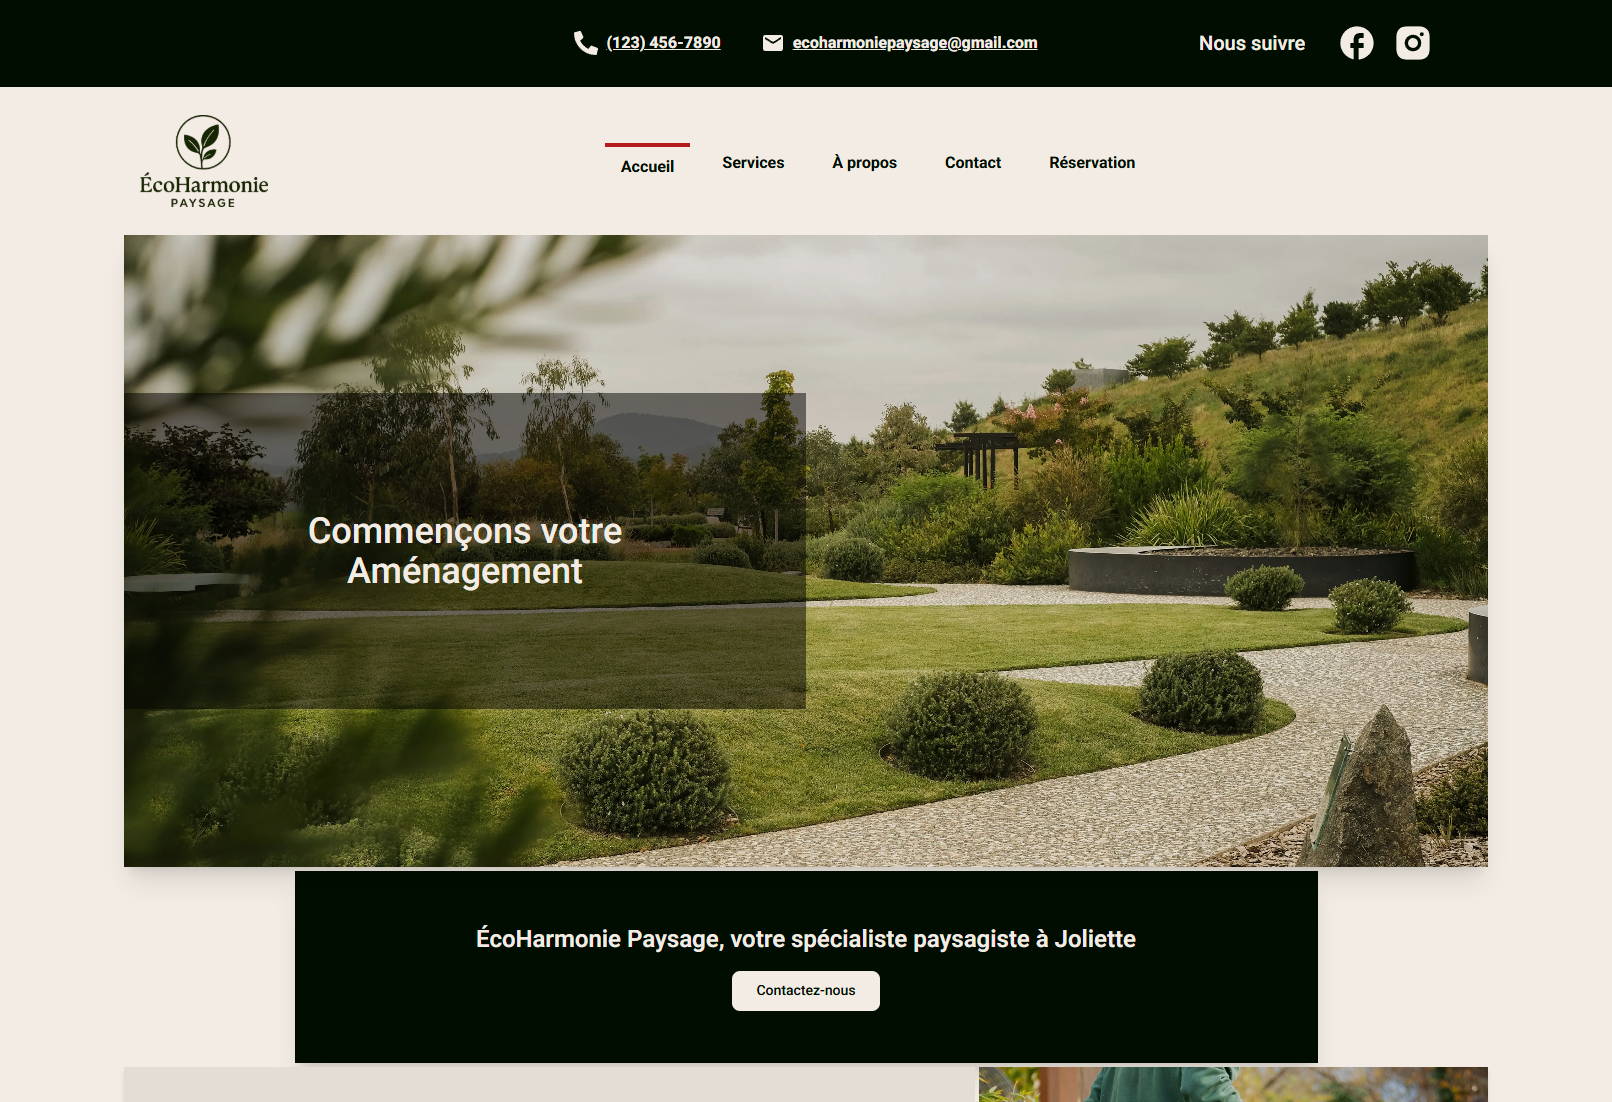 (123) 456-7890
ecoharmoniepaysage@gmail.com
Nous suivre
ÉcoHarmonie
PAYSAGE
Accueil
Services
À propos
Contact
Réservation
Commençons votre
Aménagement
ÉcoHarmonie Paysage, votre spécialiste paysagiste à Joliette
Contactez-nous